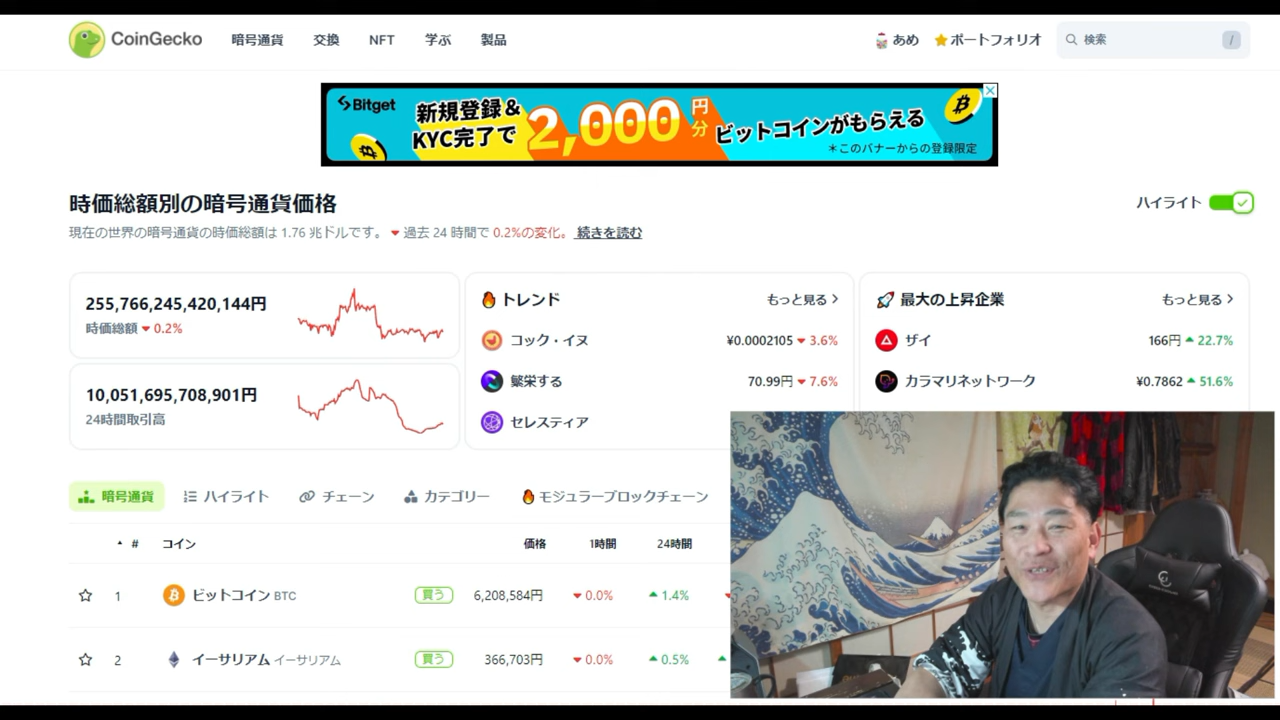 CoinGecko 暗号通貨 交換 NFT 学ぶ 製品 あめ ポートフォリオ 検索 /
Bitget 新規登録& KYC完了で 2,000円分 ビットコインがもらえる
*このバナーからの登録限定
時価総額別の暗号通貨価格 ハイライト
現在の世界の暗号通貨の時価総額は 1.76 兆ドルです。 過去 24 時間で 0.2%の変化。 続きを読む
255,766,245,420,144円
時価総額 0.2%
10,051,695,708,901円
24時間取引高
トレンド もっと見る
コック・イヌ ¥0.0002105 3.6%
繁栄する 70.99円 7.6%
セレスティア
最大の上昇企業 もっと見る
ザイ 166円 22.7%
カラマリネットワーク ¥0.7862 51.6%
暗号通貨 ハイライト チェーン カテゴリー モジュラーブロックチェーン
# コイン 価格 1時間 24時間
1 ビットコイン BTC 買う 6,208,584円 0.0% 1.4%
2 イーサリアム イーサリアム 買う 366,703円 0.0% 0.5%